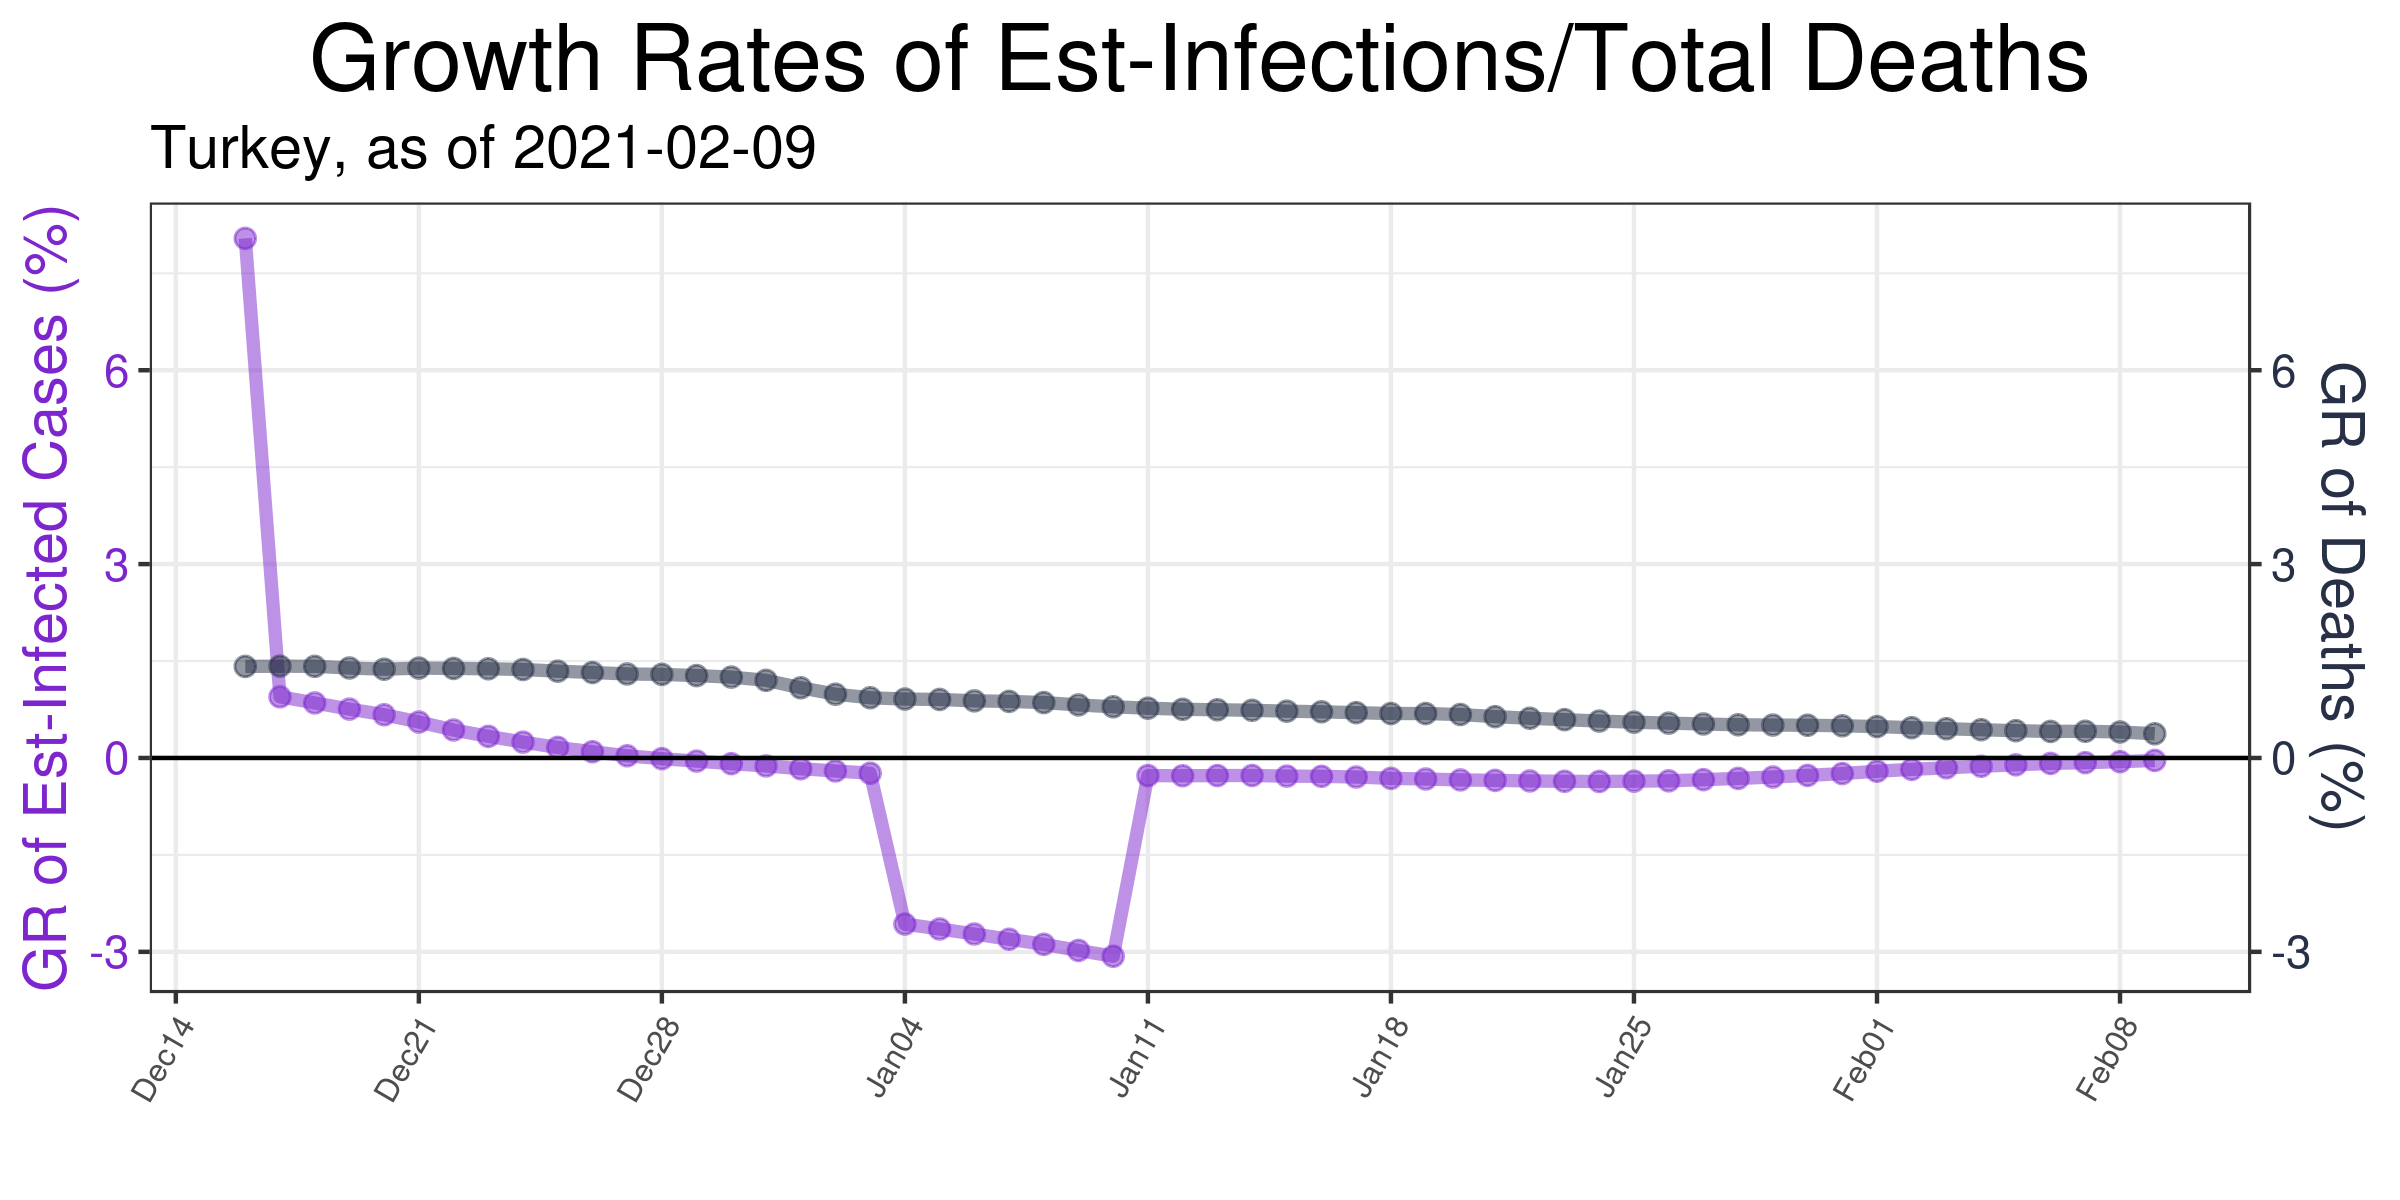 Growth Rates of Est-Infections/Total Deaths
Turkey, as of 2021-02-09
GR of Est-Infected Cases (%)
6
3
0
-3
6
3
0
-3
GR of Deaths (%)
Dec14
Dec21
Dec28
Jan04
Jan11
Jan18
Jan25
Feb01
Feb08